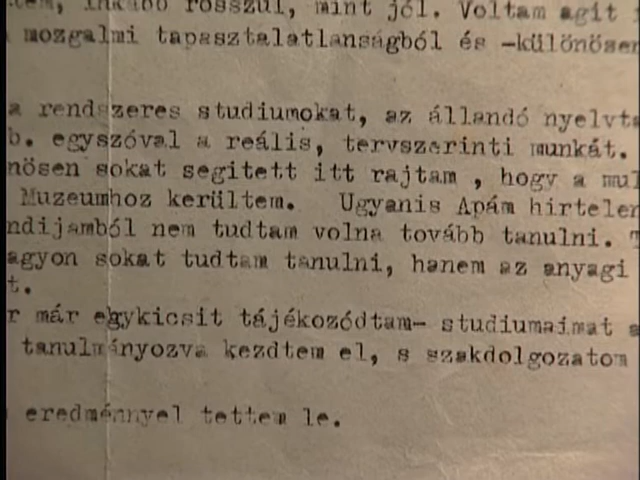 inkább rosszul, mint jól. Voltam agit
mozgalmi tapasztalatlanságból és -különösen
a rendszeres studiumokat, az állandó nyelvta
b. egyszóval a reális, tervszerinti munkát.
nösen sokat segitett itt rajtam , hogy a mul
Muzeumhoz kerültem. Ugyanis Apám hirtelen
ndijamból nem tudtam volna tovább tanulni. T
agyon sokat tudtam tanulni, hanem az anyagi
t.
r már egykicsit tájékozódtam- studiumaimat a
tanulmányozva kezdtem el, s szakdolgozatom
eredménnyel tettem le.